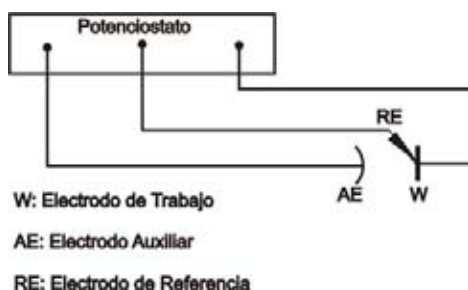 Potenciostato
RE
AE
W
W: Electrodo de Trabajo
AE: Electrodo Auxiliar
RE: Electrodo de Referencia